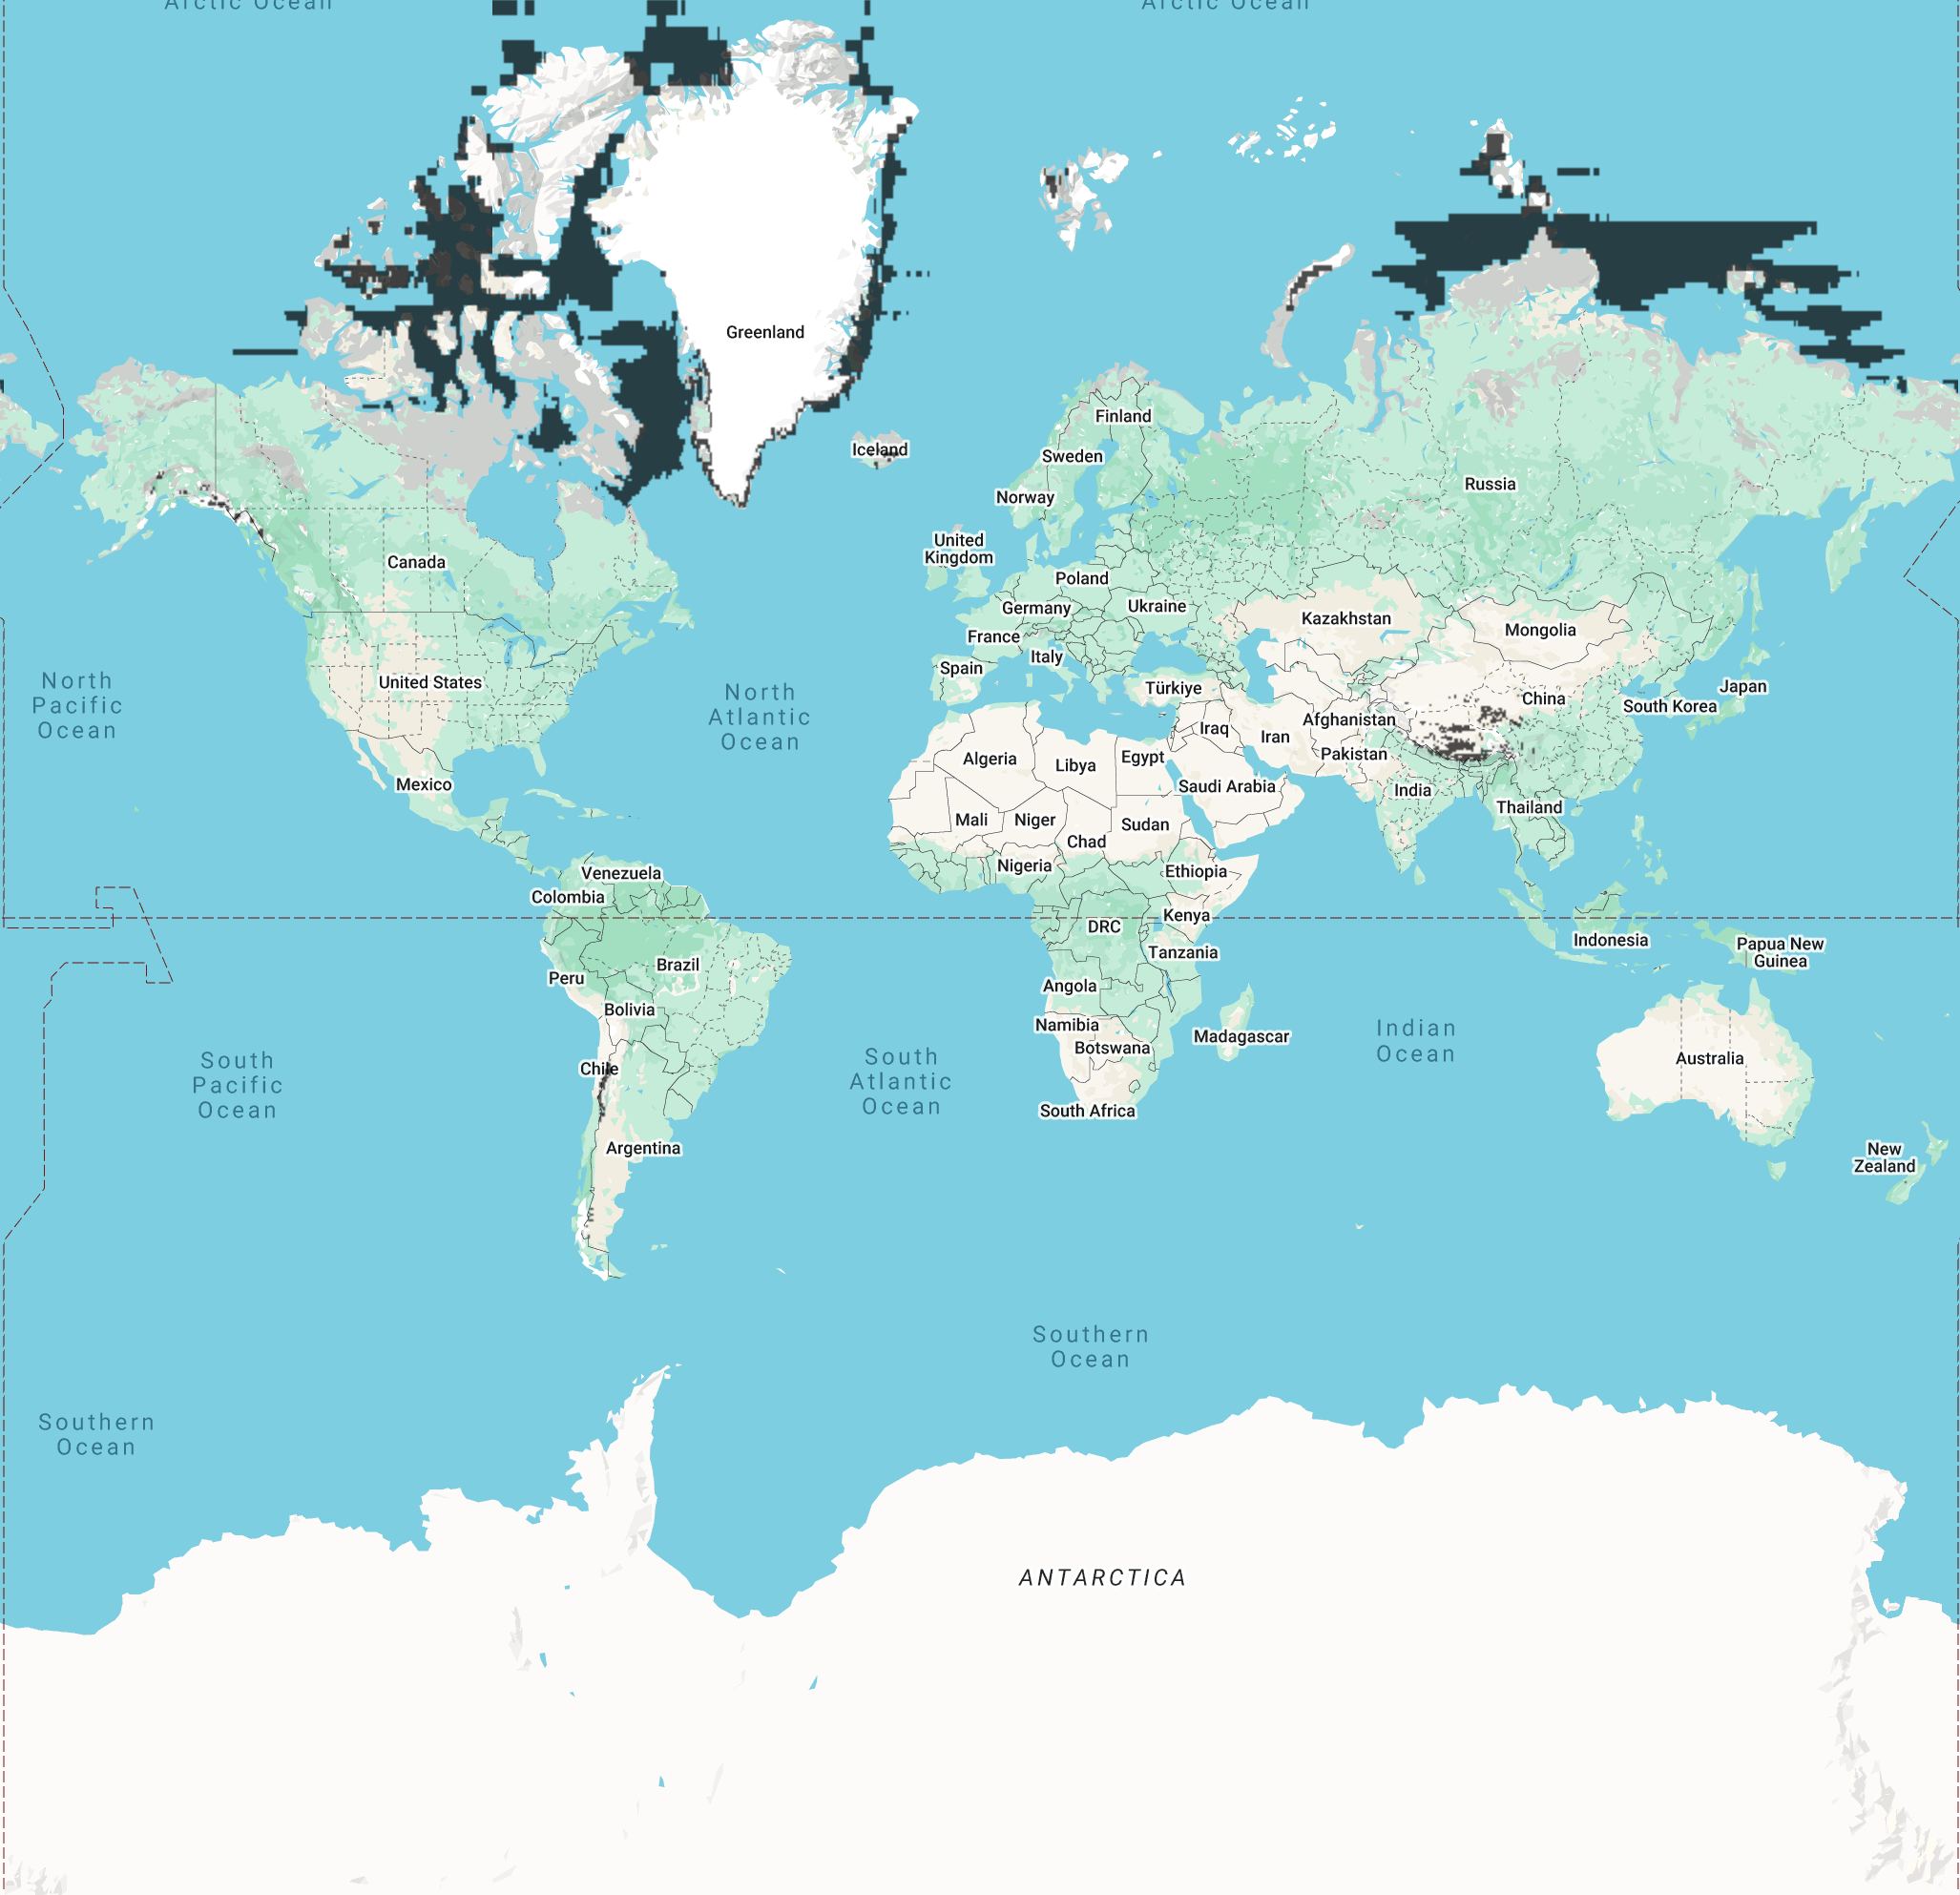 Arctic Ocean
Arctic Ocean
Greenland
Finland
Iceland
Sweden
Russia
Norway
United
Kingdom
Canada
Poland
Germany
Ukraine
Kazakhstan
Mongolia
France
Italy
Spain
United States
Türkiye
China
Japan
South Korea
North
Pacific
Ocean
North
Atlantic
Ocean
Afghanistan
Iraq
Iran
Pakistan
Algeria
Libya
Egypt
Saudi Arabia
Mexico
India
Thailand
Mali
Niger
Sudan
Chad
Nigeria
Ethiopia
Venezuela
Colombia
Kenya
DRC
Indonesia
Papua New
Guinea
Tanzania
Brazil
Peru
Angola
Bolivia
Namibia
Madagascar
Botswana
Indian
Ocean
Australia
Chile
South
Pacific
Ocean
South
Atlantic
Ocean
South Africa
Argentina
New
Zealand
Southern
Ocean
Southern
Ocean
ANTARCTICA